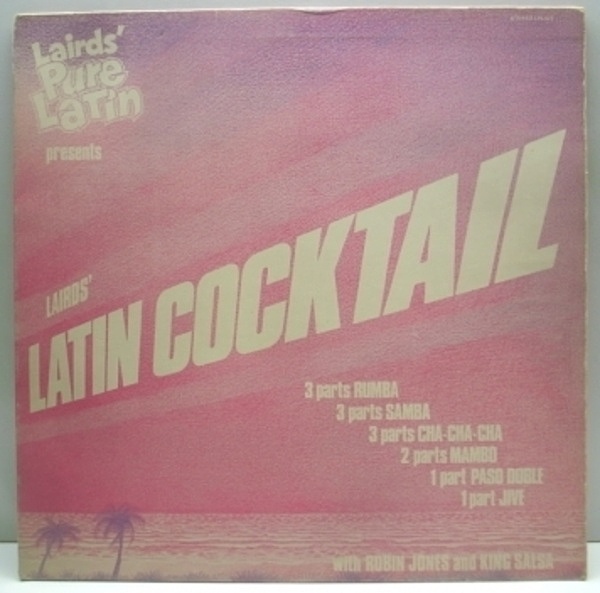 Lairds'
Pure
Latin
presents
LAIRDS'
LATIN COCKTAIL
3 parts RUMBA
3 parts SAMBA
3 parts CHA-CHA-CHA
2 parts MAMBO
1 part PASO DOBLE
1 part JIVE
with ROBIN JONES and KING SALSA